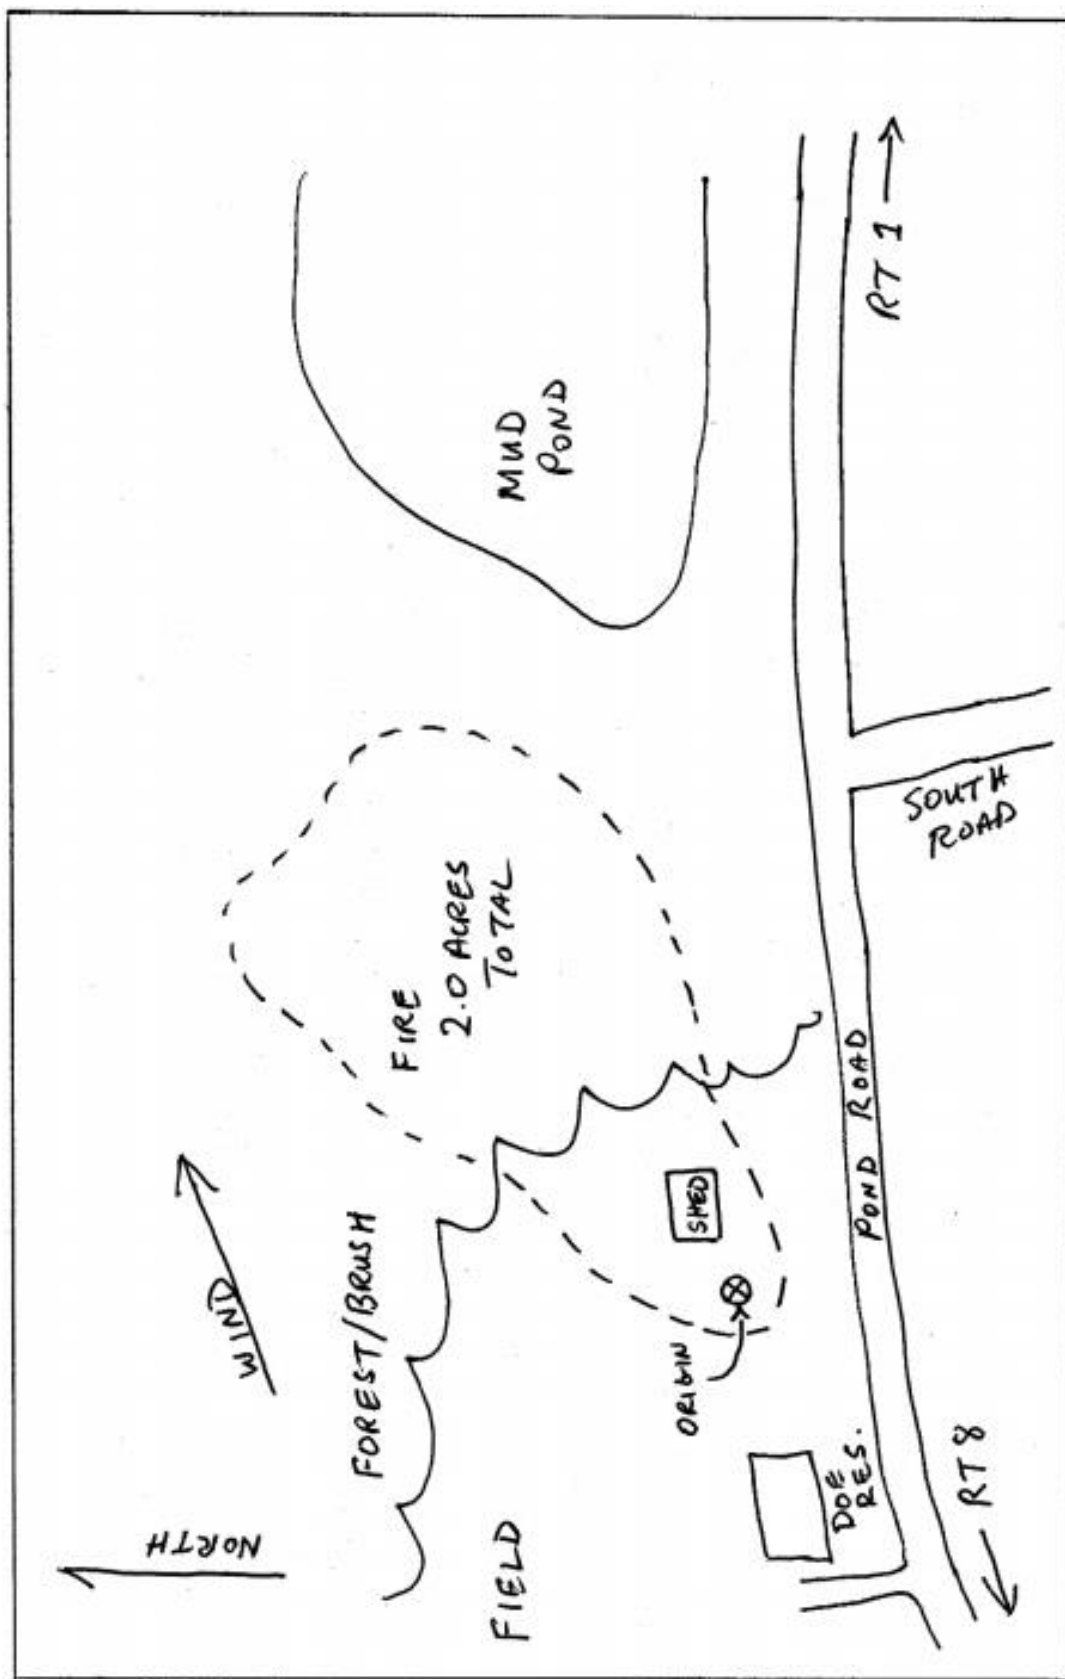 NORTH
WIND
FOREST/BRUSH
FIELD
FIRE
2.0 ACRES
TOTAL
MUD
POND
ORIGIN
SHED
DOE
RES.
POND ROAD
SOUTH
ROAD
RT 8
RT 1